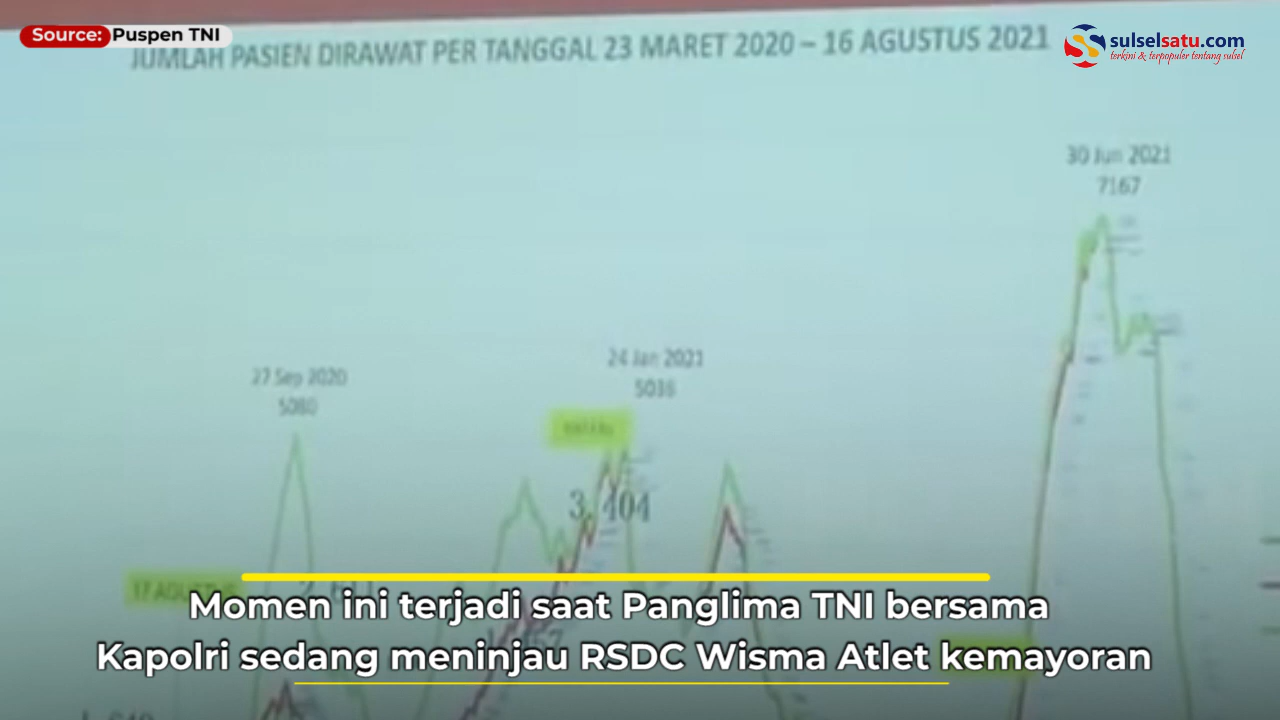 Source: Puspen TNI
sulselsatu.com
terkini & terpopuler tentang sulsel
JUMLAH PASIEN DIRAWAT PER TANGGAL 23 MARET 2020 – 16 AGUSTUS 2021
30 Jun 2021
7167
24 Jan 2021
5036
27 Sep 2020
5080
3,404
17 AGUSTUS
Momen ini terjadi saat Panglima TNI bersama
Kapolri sedang meninjau RSDC Wisma Atlet kemayoran